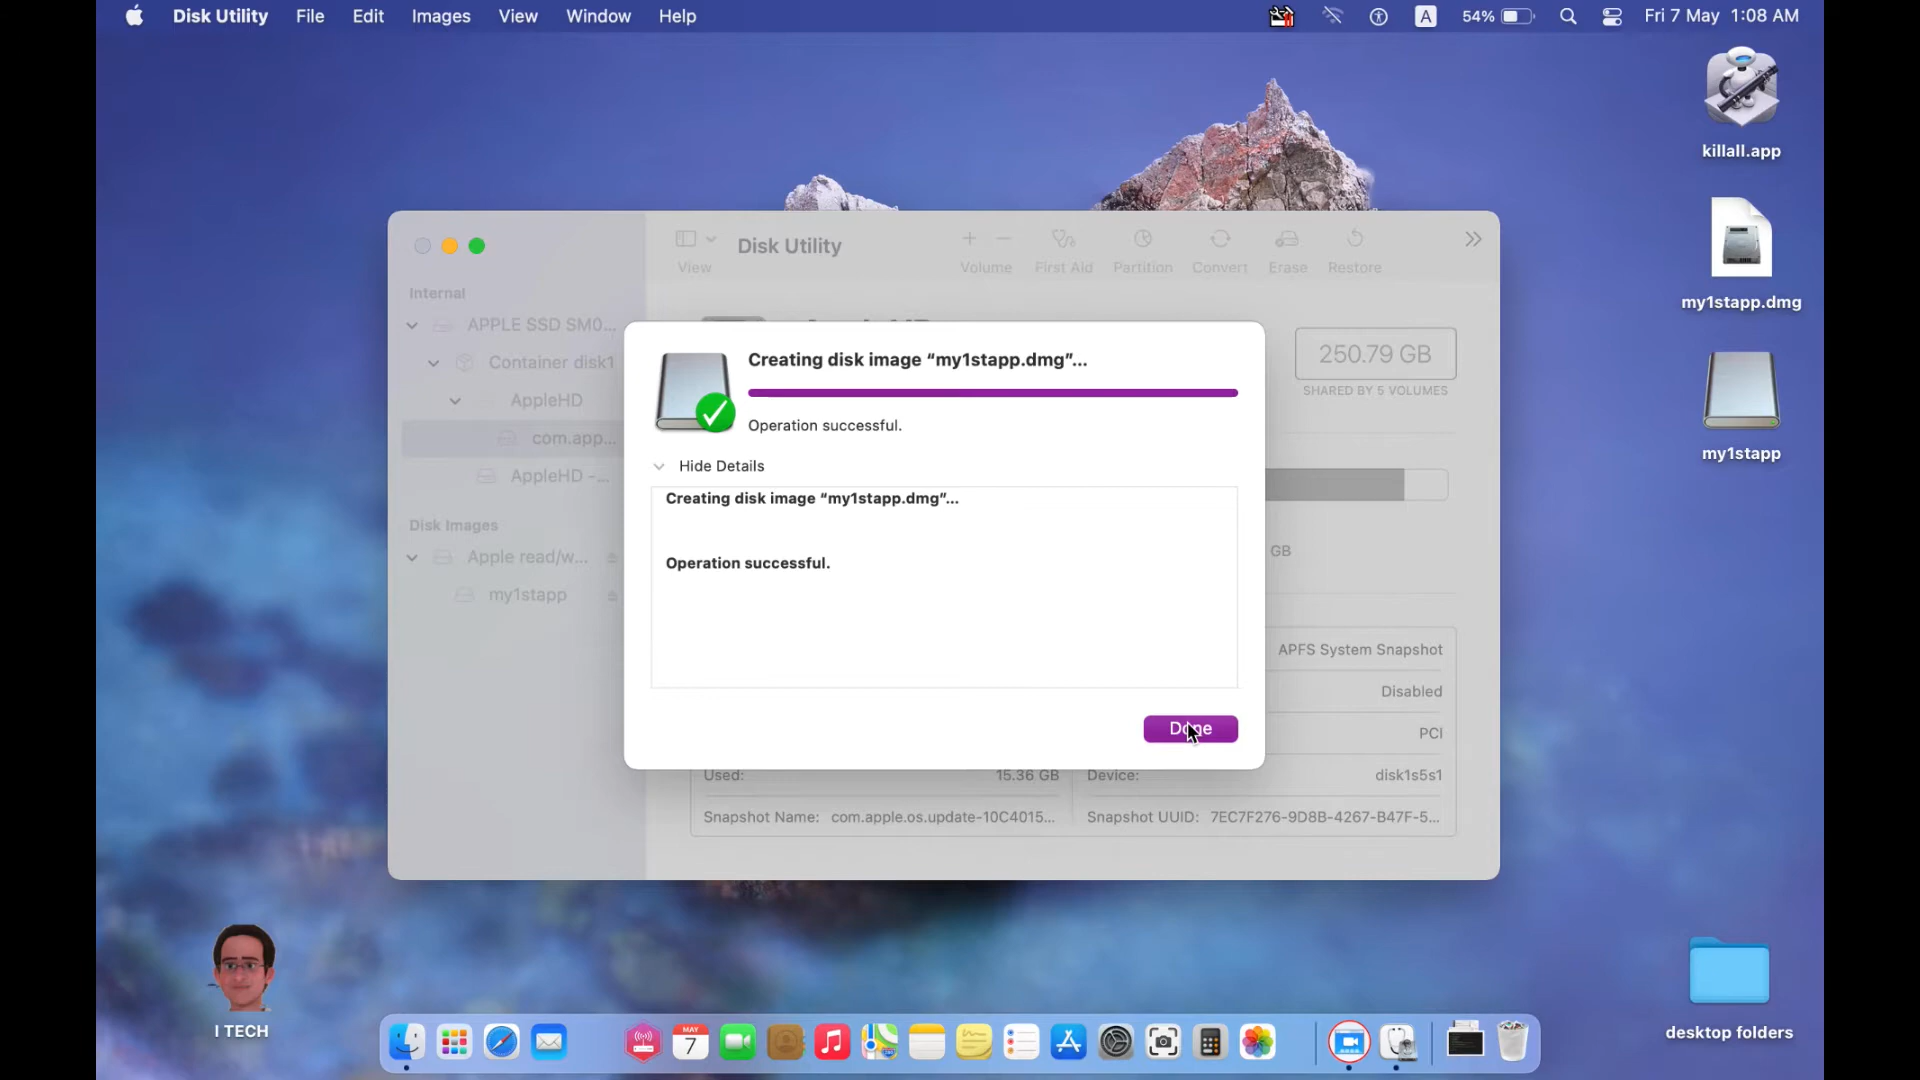 Disk Utility File Edit Images View Window Help
A 54% Fri 7 May 1:08 AM
killall.app
my1stapp.dmg
my1stapp
View
Disk Utility
Volume First Aid Partition Convert Erase Restore
Internal
APPLE SSD SM0...
Container disk1
AppleHD
com.app...
AppleHD -...
Disk Images
Apple read/w...
my1stapp
250.79 GB
SHARED BY 5 VOLUMES
GB
Creating disk image “my1stapp.dmg”...
Operation successful.
Hide Details
Creating disk image “my1stapp.dmg”...
Operation successful.
Done
APFS System Snapshot
Disabled
PCI
Used: 15.36 GB Device: disk1s5s1
Snapshot Name: com.apple.os.update-10C4015... Snapshot UUID: 7EC7F276-9D8B-4267-B47F-5...
I TECH
desktop folders
MAY
7